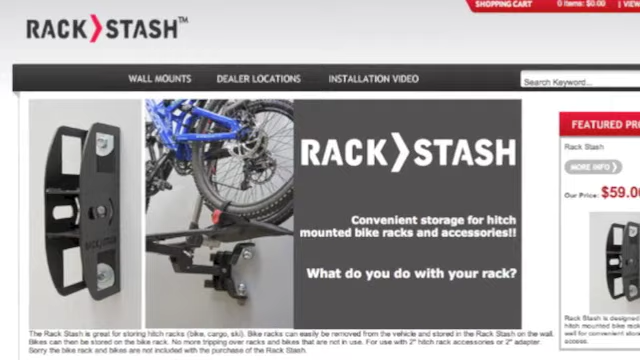 SHOPPING CART 0 Items: $0.00 | VIEW
RACK STASH™
WALL MOUNTS DEALER LOCATIONS INSTALLATION VIDEO
Search Keyword...
RACK STASH
RACK STASH
Convenient storage for hitch
mounted bike racks and accessories!!
What do you do with your rack?
FEATURED PRO
Rack Stash
MORE INFO
Our Price: $59.00
Rack Stash is designed
hitch mounted bike rack
well for convenient stora
access.
The Rack Stash is great for storing hitch racks (bike, cargo, ski). Bike racks can easily be removed from the vehicle and stored in the Rack Stash on the wall.
Bikes can then be stored on the bike rack. No more tripping over racks and bikes that are not in use. For use with 2" hitch rack accessories or 2" adapter.
Sorry the bike rack and bikes are not included with the purchase of the Rack Stash.